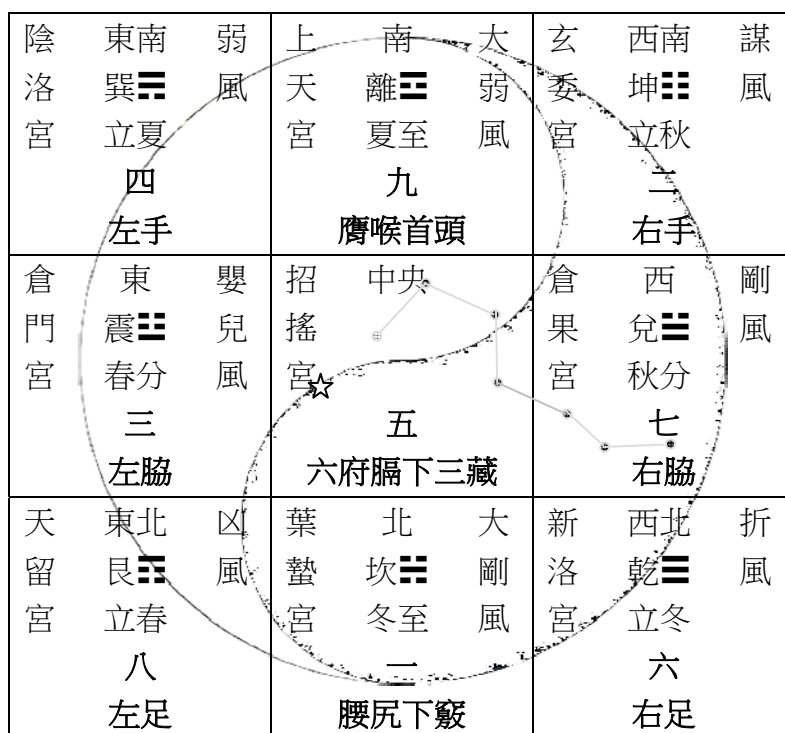 陰洛宮
東南
巽☴
立夏
弱風
四
左手
上天宮
南
離☲
夏至
大弱風
九
膺喉首頭
玄委宮
西南
坤☷
立秋
謀風
二
右手
倉門宮
東
震☳
春分
嬰兒風
三
左脇
招搖宮
中央
五
六府膈下三藏
倉果宮
西
兌☱
秋分
剛風
七
右脇
天留宮
東北
艮☶
立春
凶風
八
左足
葉蟄宮
北
坎☵
冬至
大剛風
一
腰尻下竅
新洛宮
西北
乾☰
立冬
折風
六
右足